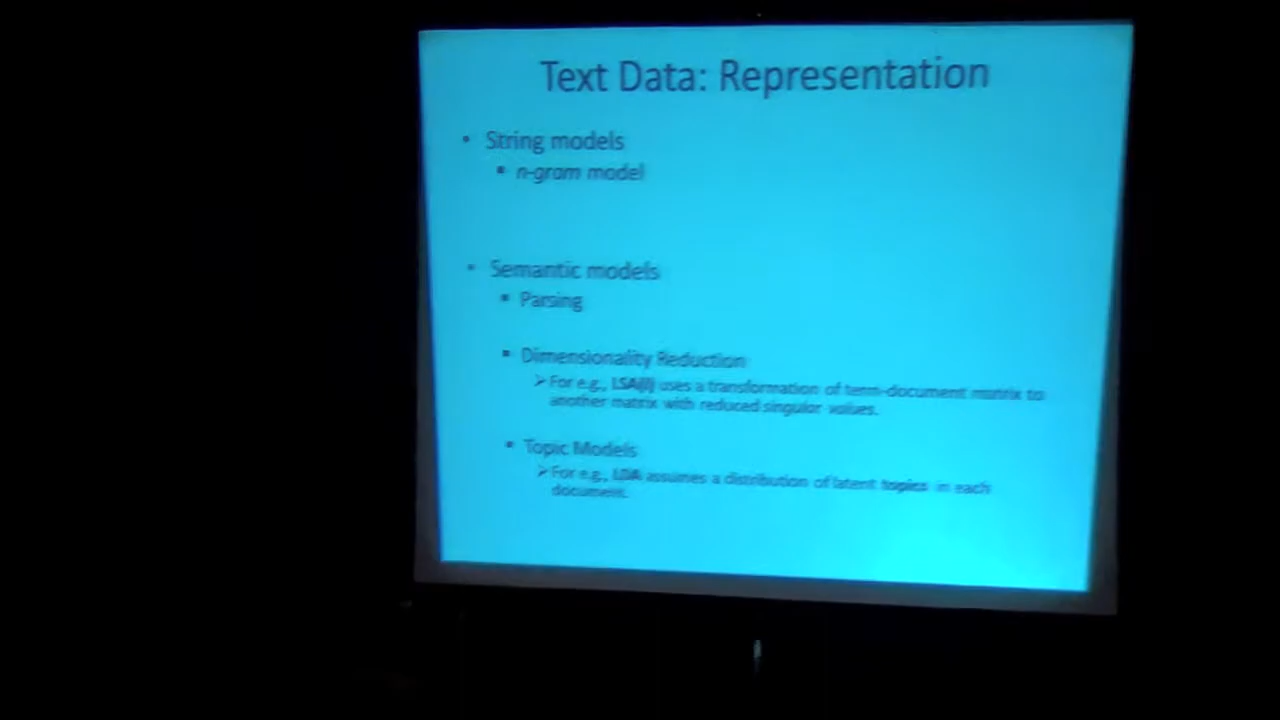 Text Data: Representation
• String models
▪ n-gram model
• Semantic models
▪ Parsing
▪ Dimensionality Reduction
➢ For e.g., LSA(I) uses a transformation of term-document matrix to
another matrix with reduced singular values.
▪ Topic Models
➢ For e.g., LDA assumes a distribution of latent topics in each
document.